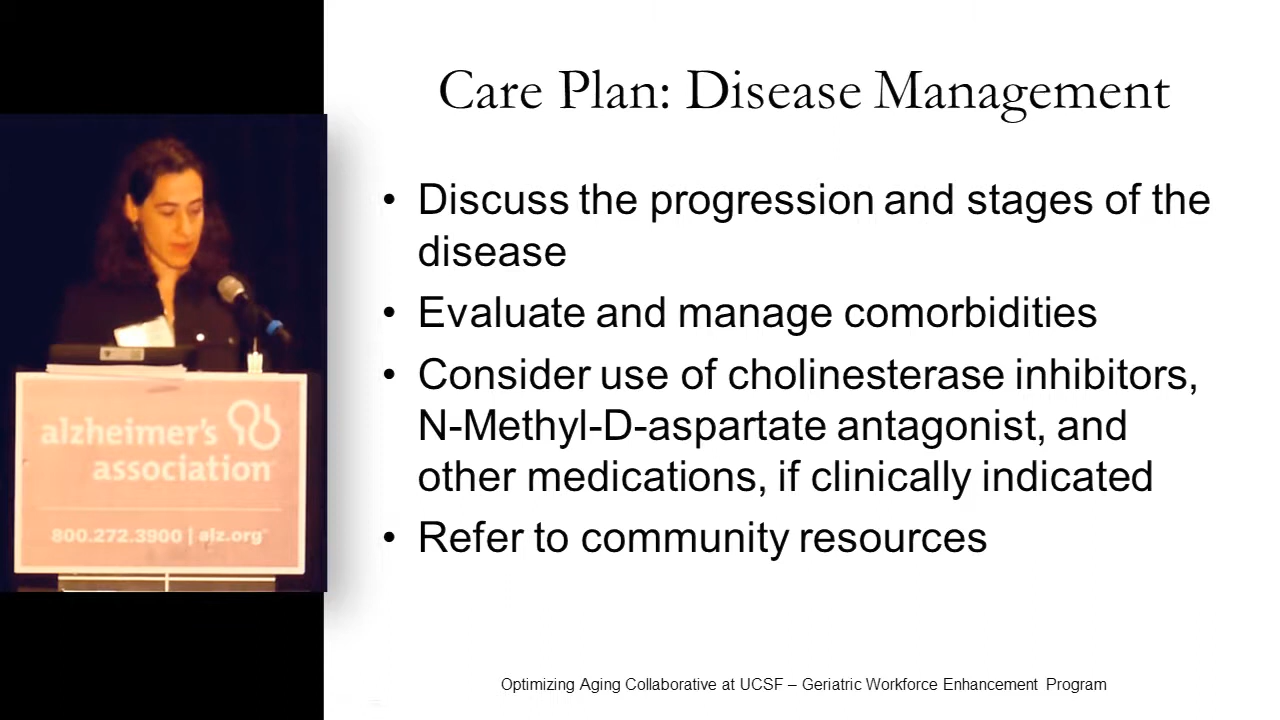 Care Plan: Disease Management
• Discuss the progression and stages of the
disease
• Evaluate and manage comorbidities
• Consider use of cholinesterase inhibitors,
N-Methyl-D-aspartate antagonist, and
other medications, if clinically indicated
• Refer to community resources
alzheimer's
association
800.272.3900 | alz.org
Optimizing Aging Collaborative at UCSF – Geriatric Workforce Enhancement Program